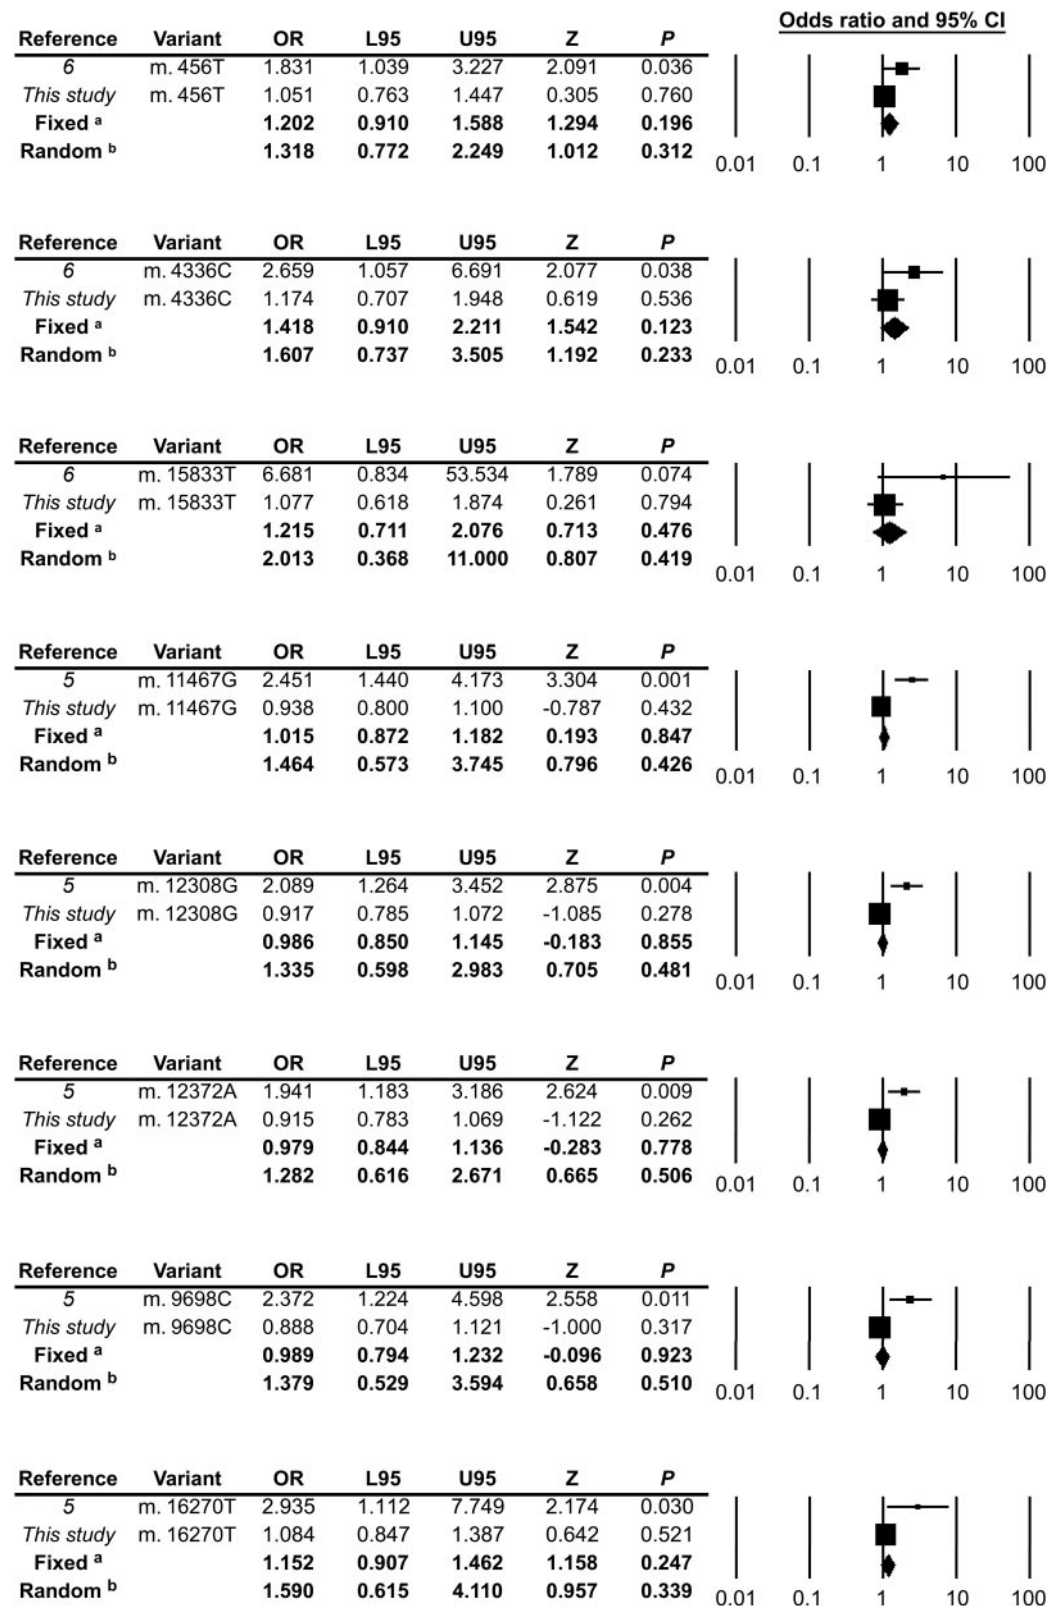 Odds ratio and 95% CI
Reference Variant OR L95 U95 Z P
6 m. 456T 1.831 1.039 3.227 2.091 0.036
This study m. 456T 1.051 0.763 1.447 0.305 0.760
Fixed a 1.202 0.910 1.588 1.294 0.196
Random b 1.318 0.772 2.249 1.012 0.312
0.01 0.1 1 10 100
Reference Variant OR L95 U95 Z P
6 m. 4336C 2.659 1.057 6.691 2.077 0.038
This study m. 4336C 1.174 0.707 1.948 0.619 0.536
Fixed a 1.418 0.910 2.211 1.542 0.123
Random b 1.607 0.737 3.505 1.192 0.233
0.01 0.1 1 10 100
Reference Variant OR L95 U95 Z P
6 m. 15833T 6.681 0.834 53.534 1.789 0.074
This study m. 15833T 1.077 0.618 1.874 0.261 0.794
Fixed a 1.215 0.711 2.076 0.713 0.476
Random b 2.013 0.368 11.000 0.807 0.419
0.01 0.1 1 10 100
Reference Variant OR L95 U95 Z P
5 m. 11467G 2.451 1.440 4.173 3.304 0.001
This study m. 11467G 0.938 0.800 1.100 -0.787 0.432
Fixed a 1.015 0.872 1.182 0.193 0.847
Random b 1.464 0.573 3.745 0.796 0.426
0.01 0.1 1 10 100
Reference Variant OR L95 U95 Z P
5 m. 12308G 2.089 1.264 3.452 2.875 0.004
This study m. 12308G 0.917 0.785 1.072 -1.085 0.278
Fixed a 0.986 0.850 1.145 -0.183 0.855
Random b 1.335 0.598 2.983 0.705 0.481
0.01 0.1 1 10 100
Reference Variant OR L95 U95 Z P
5 m. 12372A 1.941 1.183 3.186 2.624 0.009
This study m. 12372A 0.915 0.783 1.069 -1.122 0.262
Fixed a 0.979 0.844 1.136 -0.283 0.778
Random b 1.282 0.616 2.671 0.665 0.506
0.01 0.1 1 10 100
Reference Variant OR L95 U95 Z P
5 m. 9698C 2.372 1.224 4.598 2.558 0.011
This study m. 9698C 0.888 0.704 1.121 -1.000 0.317
Fixed a 0.989 0.794 1.232 -0.096 0.923
Random b 1.379 0.529 3.594 0.658 0.510
0.01 0.1 1 10 100
Reference Variant OR L95 U95 Z P
5 m. 16270T 2.935 1.112 7.749 2.174 0.030
This study m. 16270T 1.084 0.847 1.387 0.642 0.521
Fixed a 1.152 0.907 1.462 1.158 0.247
Random b 1.590 0.615 4.110 0.957 0.339
0.01 0.1 1 10 100